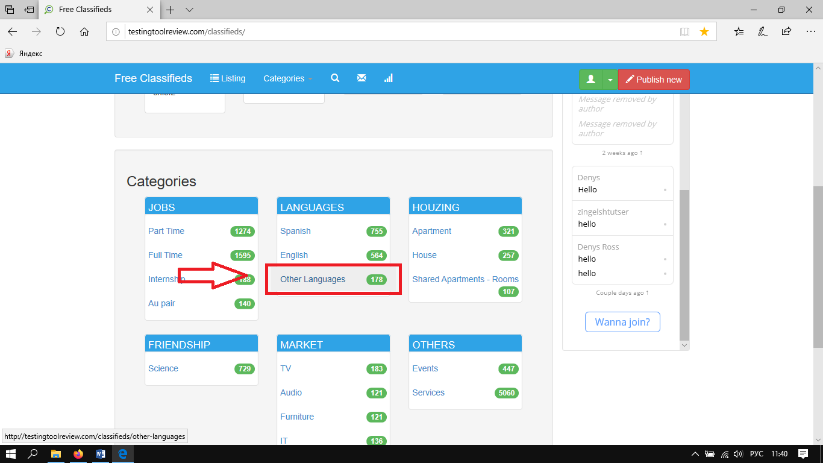 Free Classifieds
testingtoolreview.com/classifieds/
Яндекс
Free Classifieds
Listing
Categories
Publish new
Message removed by
author
Message removed by
author
2 weeks ago
Denys
Hello
zingelshtutser
hello
Denys Ross
hello
hello
Couple days ago
Wanna join?
Categories
JOBS
Part Time 1274
Full Time 1595
Internship
Au pair 140
LANGUAGES
Spanish 755
English 564
Other Languages 178
HOUZING
Apartment 321
House 257
Shared Apartments - Rooms
107
FRIENDSHIP
Science 729
MARKET
TV 183
Audio 121
Furniture 121
IT 136
OTHERS
Events 447
Services 5060
http://testingtoolreview.com/classifieds/other-languages
РУС
11:40